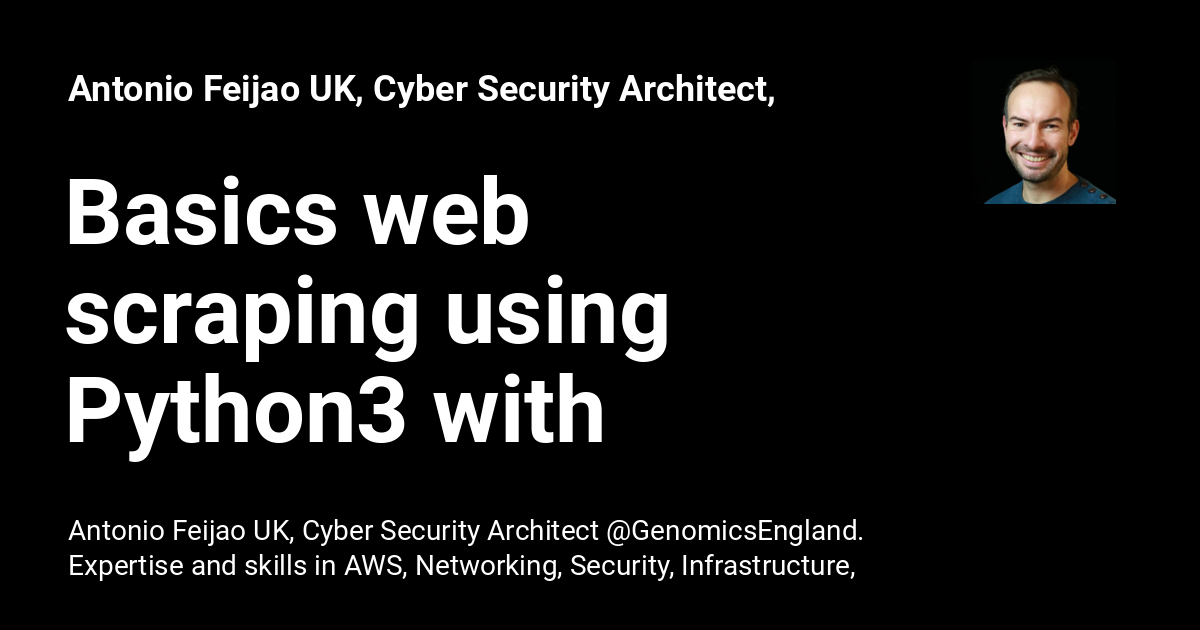 Antonio Feijao UK, Cyber Security Architect,
Basics web
scraping using
Python3 with
Antonio Feijao UK, Cyber Security Architect @GenomicsEngland.
Expertise and skills in AWS, Networking, Security, Infrastructure,